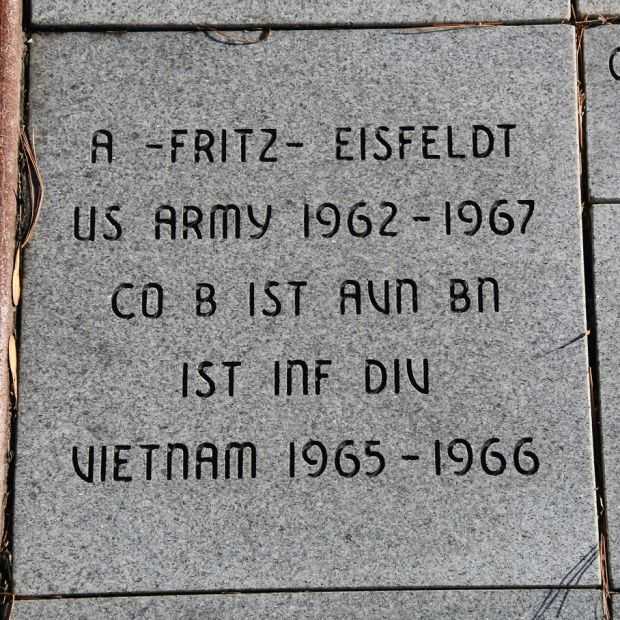 A -FRITZ- EISFELDT
US ARMY 1962-1967
CO B 1ST AVN BN
1ST INF DIV
VIETNAM 1965-1966